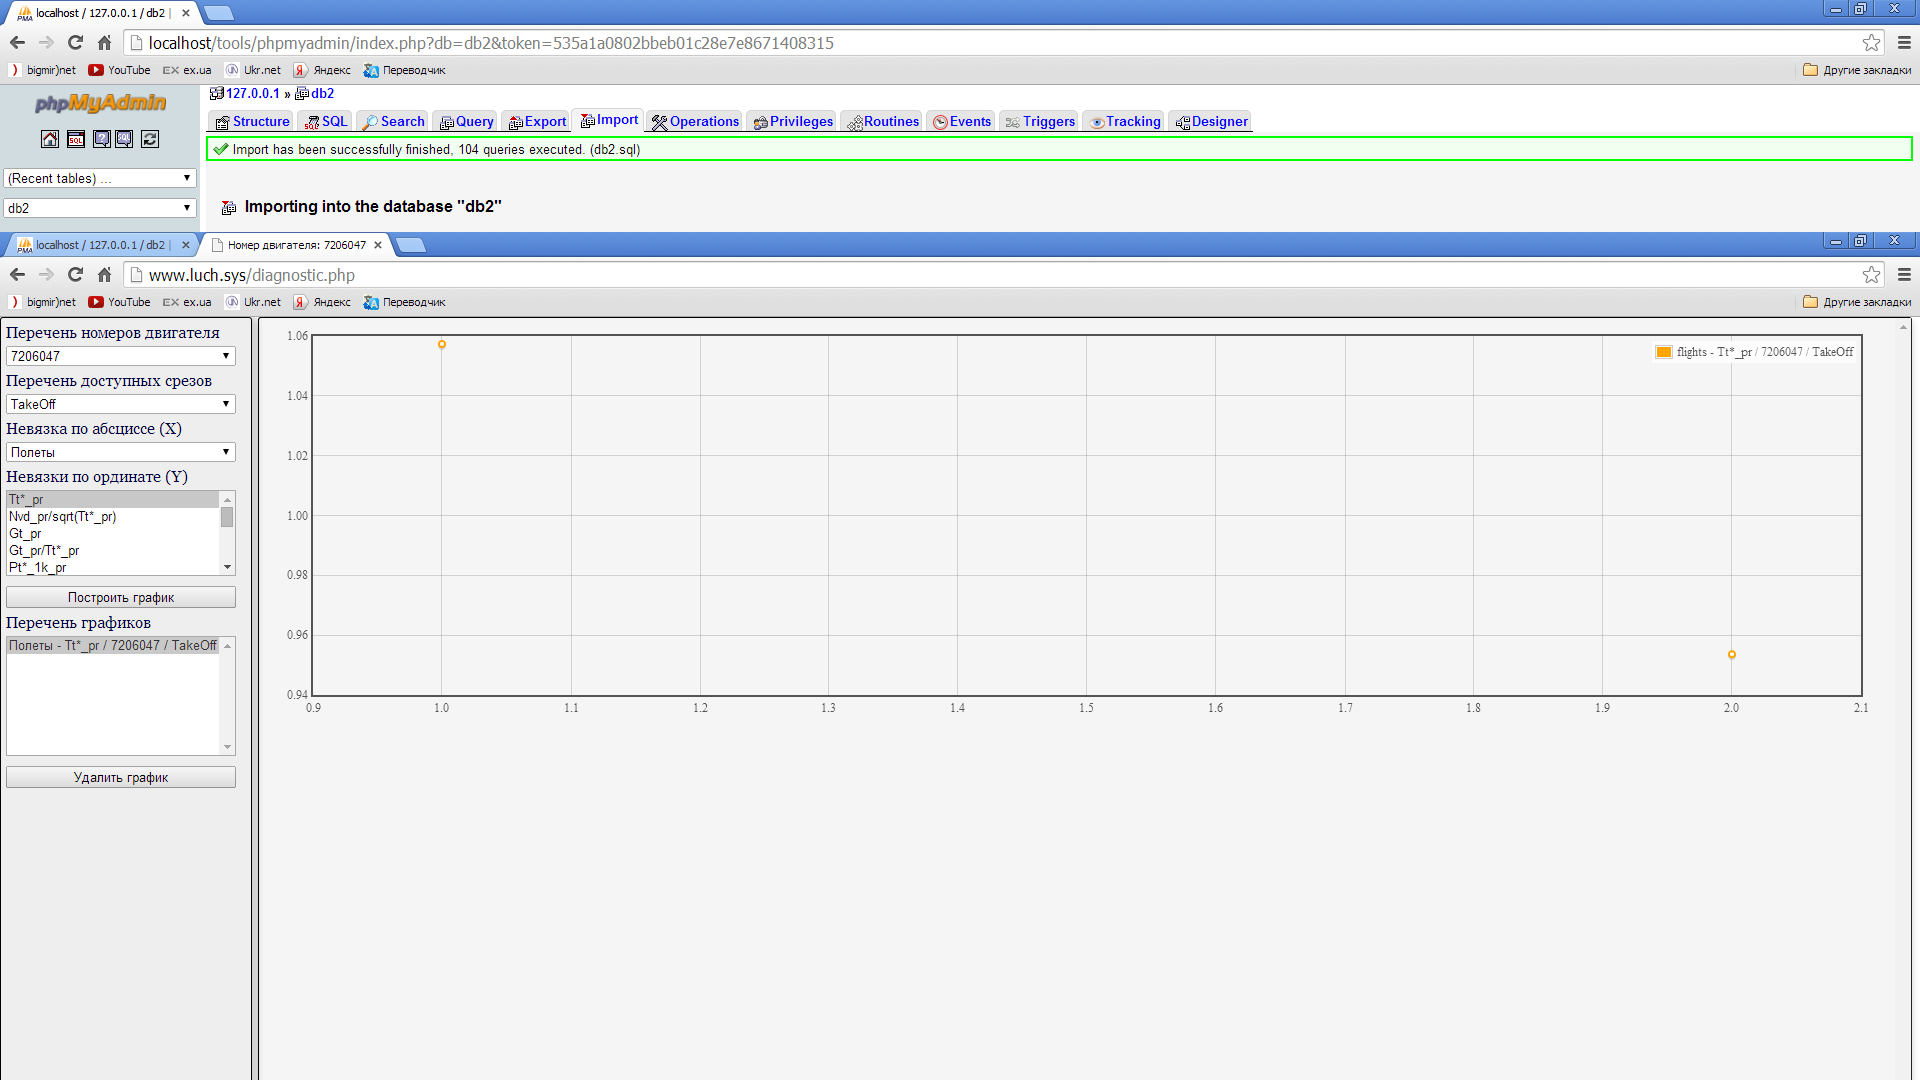 localhost / 127.0.0.1 / db2 |
localhost/tools/phpmyadmin/index.php?db=db2&token=535a1a0802bbeb01c28e7e8671408315
bigmir)net YouTube ex.ua Ukr.net Яндекс Переводчик Другие закладки
phpMyAdmin
127.0.0.1 » db2
Structure SQL Search Query Export Import Operations Privileges Routines Events Triggers Tracking Designer
Import has been successfully finished, 104 queries executed. (db2.sql)
(Recent tables) ...
db2
Importing into the database "db2"
localhost / 127.0.0.1 / db2 | Номер двигателя: 7206047
www.luch.sys/diagnostic.php
bigmir)net YouTube ex.ua Ukr.net Яндекс Переводчик Другие закладки
Перечень номеров двигателя
7206047
Перечень доступных срезов
TakeOff
Невязка по абсциссе (X)
Полеты
Невязки по ординате (Y)
Tt*_pr
Nvd_pr/sqrt(Tt*_pr)
Gt_pr
Gt_pr/Tt*_pr
Pt*_1k_pr
Построить график
Перечень графиков
Полеты - Tt*_pr / 7206047 / TakeOff
Удалить график
flights - Tt*_pr / 7206047 / TakeOff
1.06
1.04
1.02
1.00
0.98
0.96
0.94
0.9 1.0 1.1 1.2 1.3 1.4 1.5 1.6 1.7 1.8 1.9 2.0 2.1